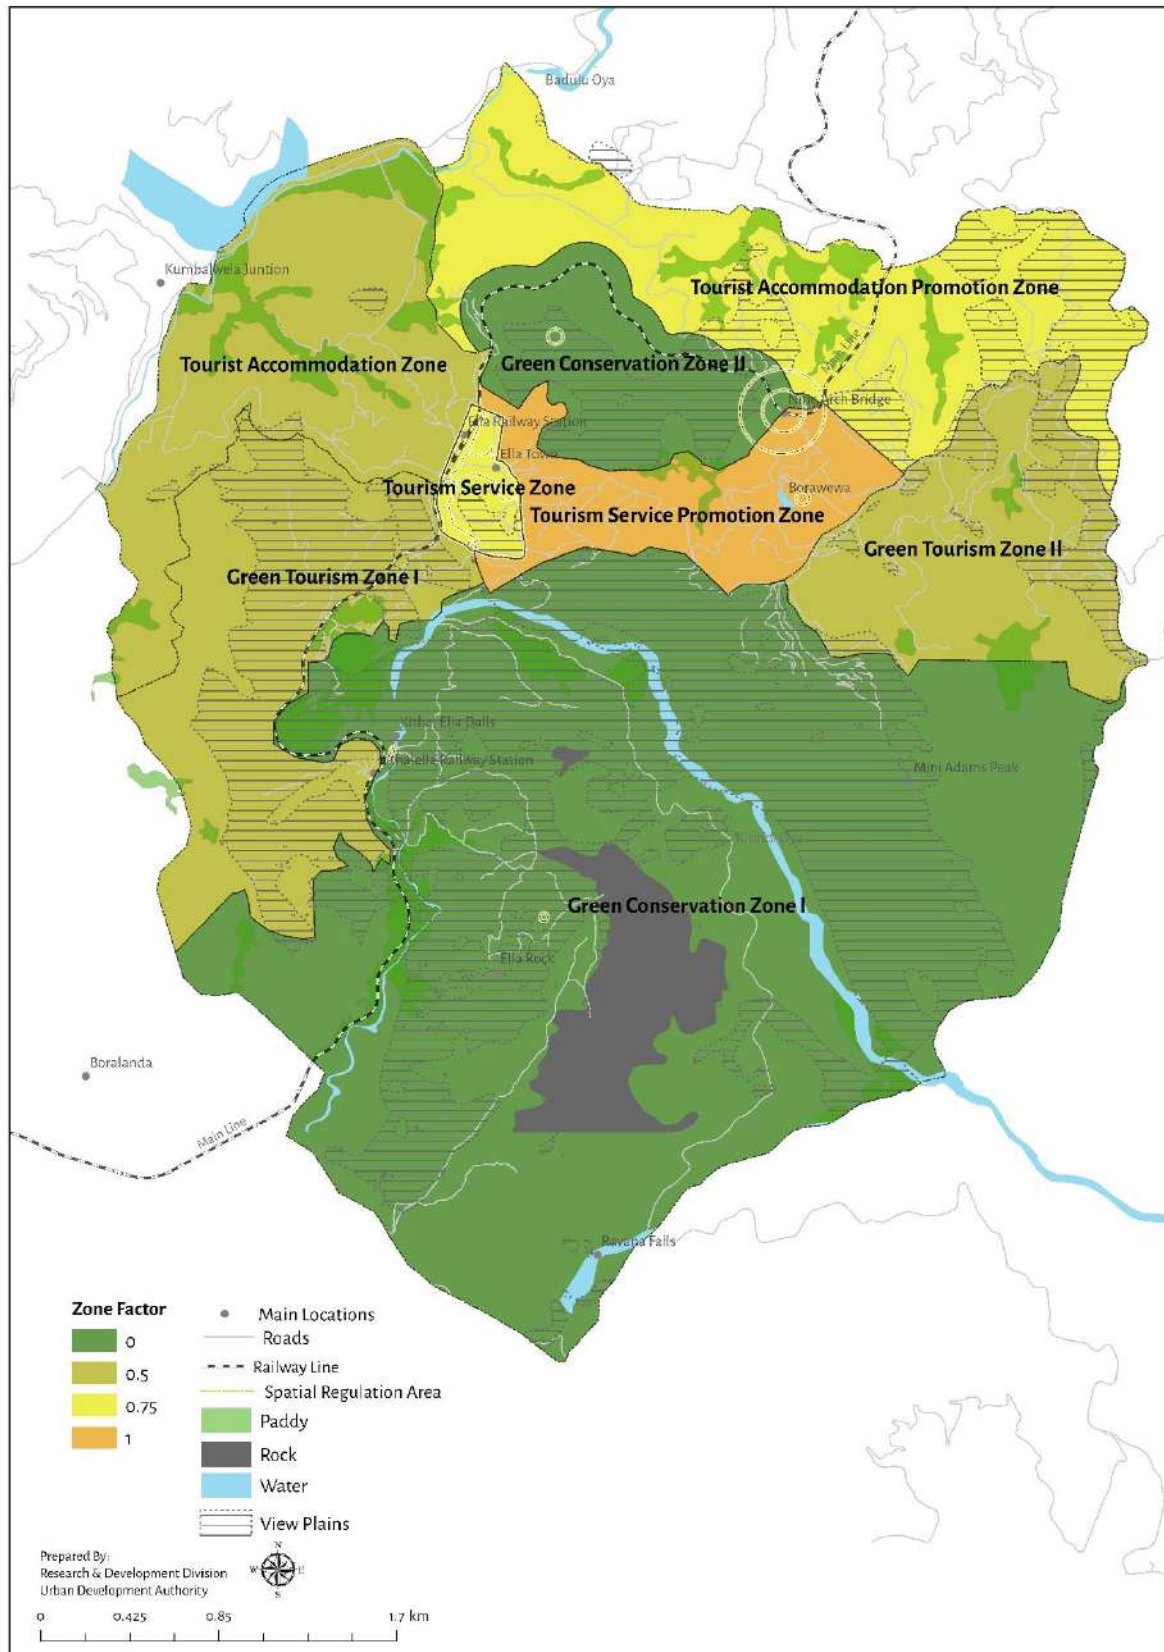 Badulu Oya
Kumbalwela Juntion
Tourist Accommodation Promotion Zone
Tourist Accommodation Zone
Green Conservation Zone II
Main Line
Nine Arch Bridge
Ella Railway Station
Ella Town
Tourism Service Zone
Borawewa
Tourism Service Promotion Zone
Green Tourism Zone II
Green Tourism Zone I
Railway Station
Mini Adams Peak
Green Conservation Zone I
Ella Rock
Boralanda
Main Line
Ravana Falls
Zone Factor
0
0.5
0.75
1
Main Locations
Roads
Railway Line
Spatial Regulation Area
Paddy
Rock
Water
View Plains
Prepared By:
Research & Development Division
Urban Development Authority
N
W E
S
0 0.425 0.85 1.7 km